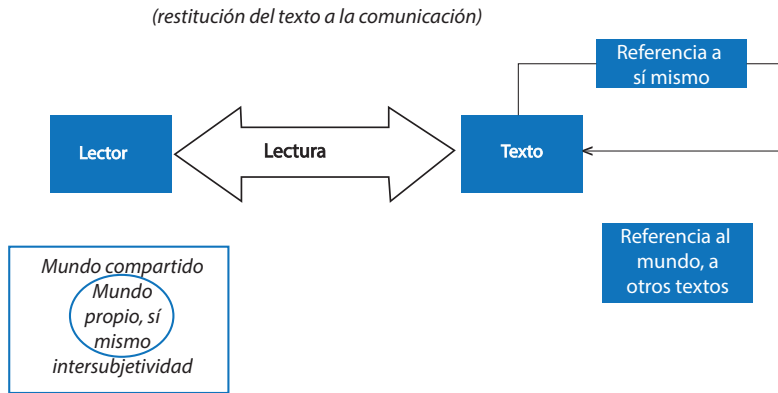 (restitución del texto a la comunicación)
Referencia a
sí mismo
Lector
Lectura
Texto
Referencia al
mundo, a
otros textos
Mundo compartido
Mundo
propio, sí
mismo
intersubjetividad